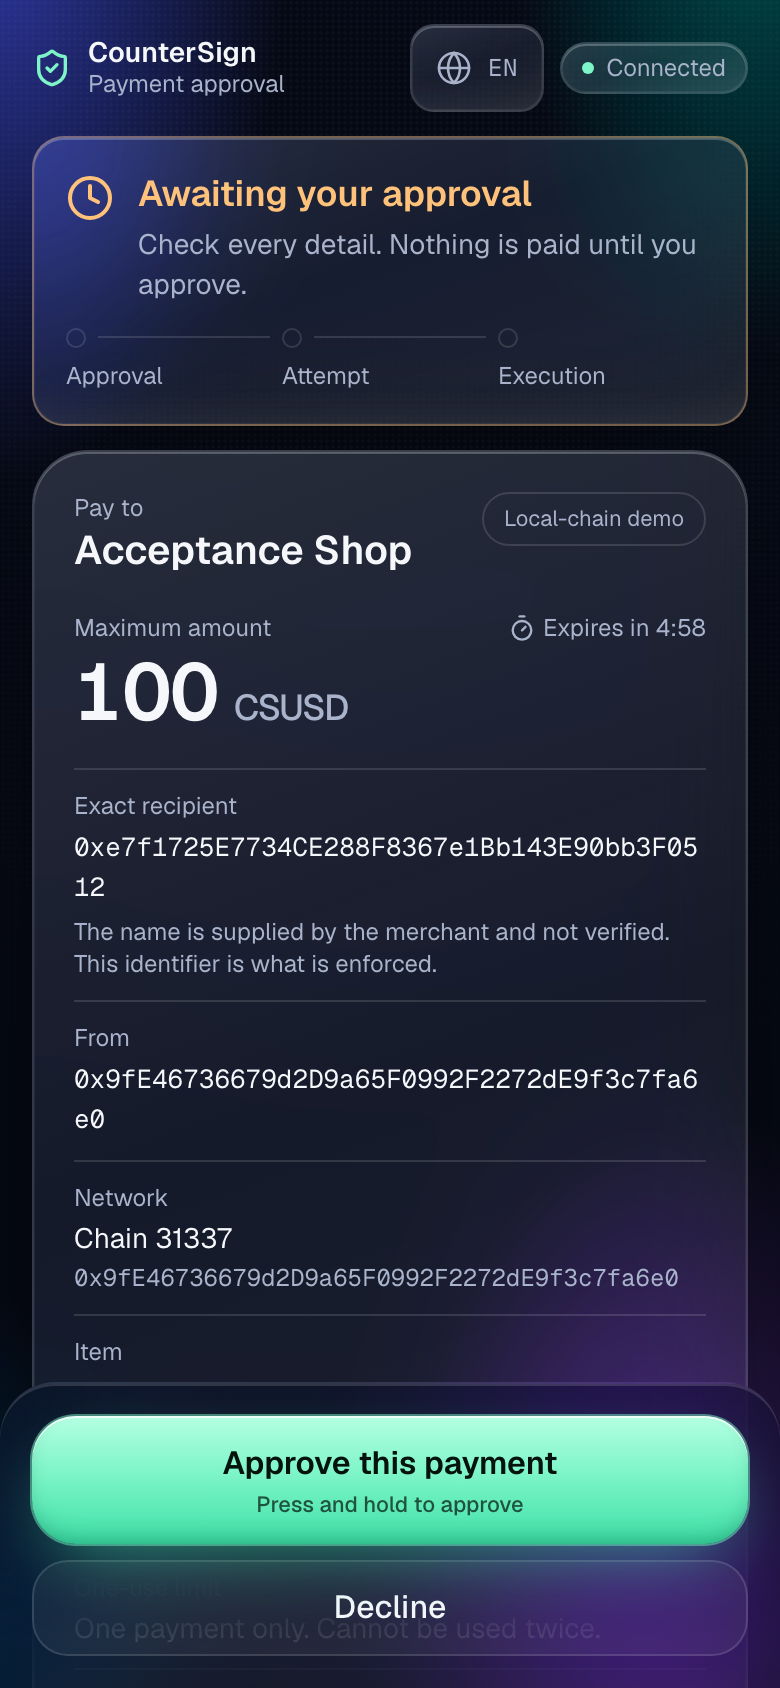 CounterSign
Payment approval
EN
Connected
Awaiting your approval
Check every detail. Nothing is paid until you
approve.
Approval
Attempt
Execution
Pay to
Local-chain demo
Acceptance Shop
Maximum amount
Expires in 4:58
100 CSUSD
Exact recipient
0xe7f1725E7734CE288F8367e1Bb143E90bb3F05
12
The name is supplied by the merchant and not verified.
This identifier is what is enforced.
From
0x9fE46736679d2D9a65F0992F2272dE9f3c7fa6
e0
Network
Chain 31337
0x9fE46736679d2D9a65F0992F2272dE9f3c7fa6e0
Item
Approve this payment
Press and hold to approve
One-use limit
Decline
One payment only. Cannot be used twice.